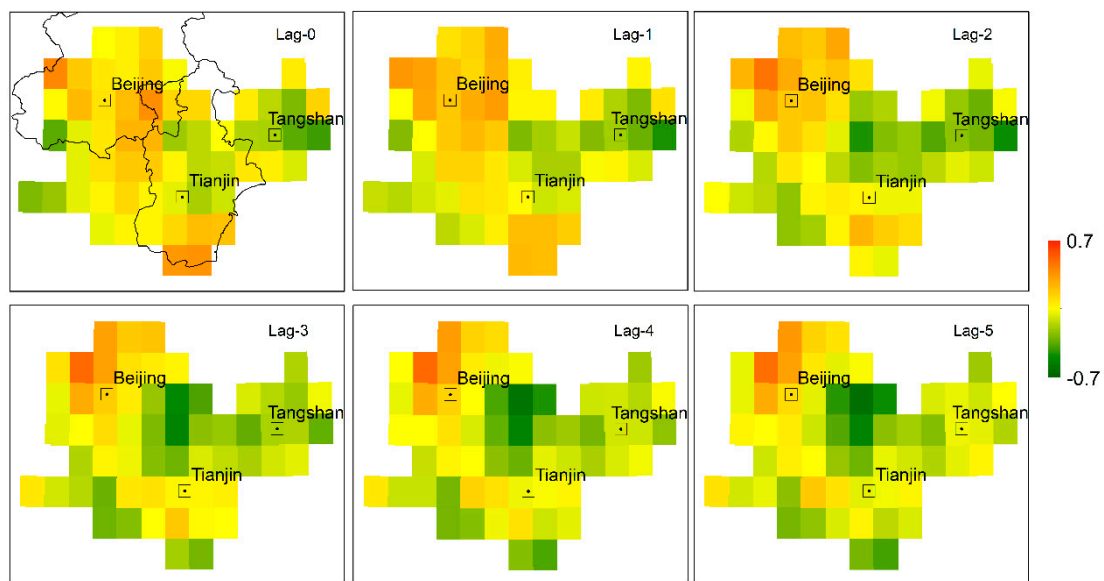 Lag-0
Beijing
Tangshan
Tianjin
Lag-1
Beijing
Tangshan
Tianjin
Lag-2
Beijing
Tangshan
Tianjin
0.7
-0.7
Lag-3
Beijing
Tangshan
Tianjin
Lag-4
Beijing
Tangshan
Tianjin
Lag-5
Beijing
Tangshan
Tianjin